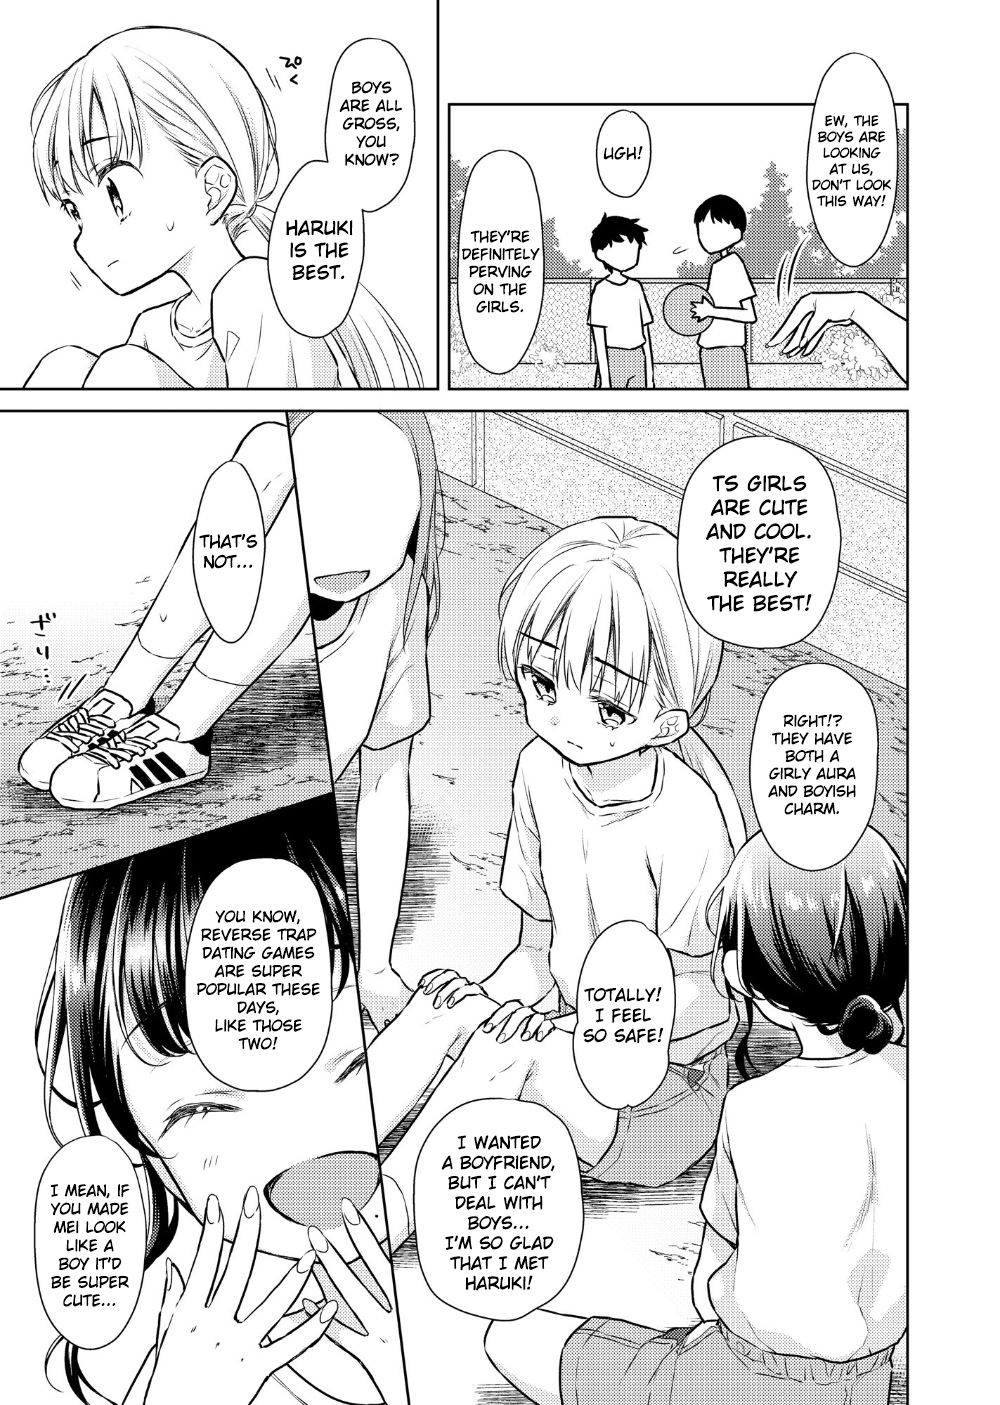 EW, THE
BOYS ARE
LOOKING
AT US,
DON'T LOOK
THIS WAY!
UGH!
THEY'RE
DEFINITELY
PERVING
ON THE
GIRLS.
BOYS
ARE ALL
GROSS,
YOU
KNOW?
HARUKI
IS THE
BEST.
ぴく
TS GIRLS
ARE CUTE
AND COOL.
THEY'RE
REALLY
THE BEST!
RIGHT!?
THEY HAVE
BOTH A
GIRLY AURA
AND BOYISH
CHARM.
TOTALLY!
I FEEL
SO SAFE!
I WANTED
A BOYFRIEND,
BUT I CAN'T
DEAL WITH
BOYS...
I'M SO GLAD
THAT I MET
HARUKI!
THAT'S
NOT...
ザリ…
YOU KNOW,
REVERSE TRAP
DATING GAMES
ARE SUPER
POPULAR THESE
DAYS,
LIKE THOSE
TWO!
I MEAN, IF
YOU MADE
MEI LOOK
LIKE A
BOY IT'D
BE SUPER
CUTE...